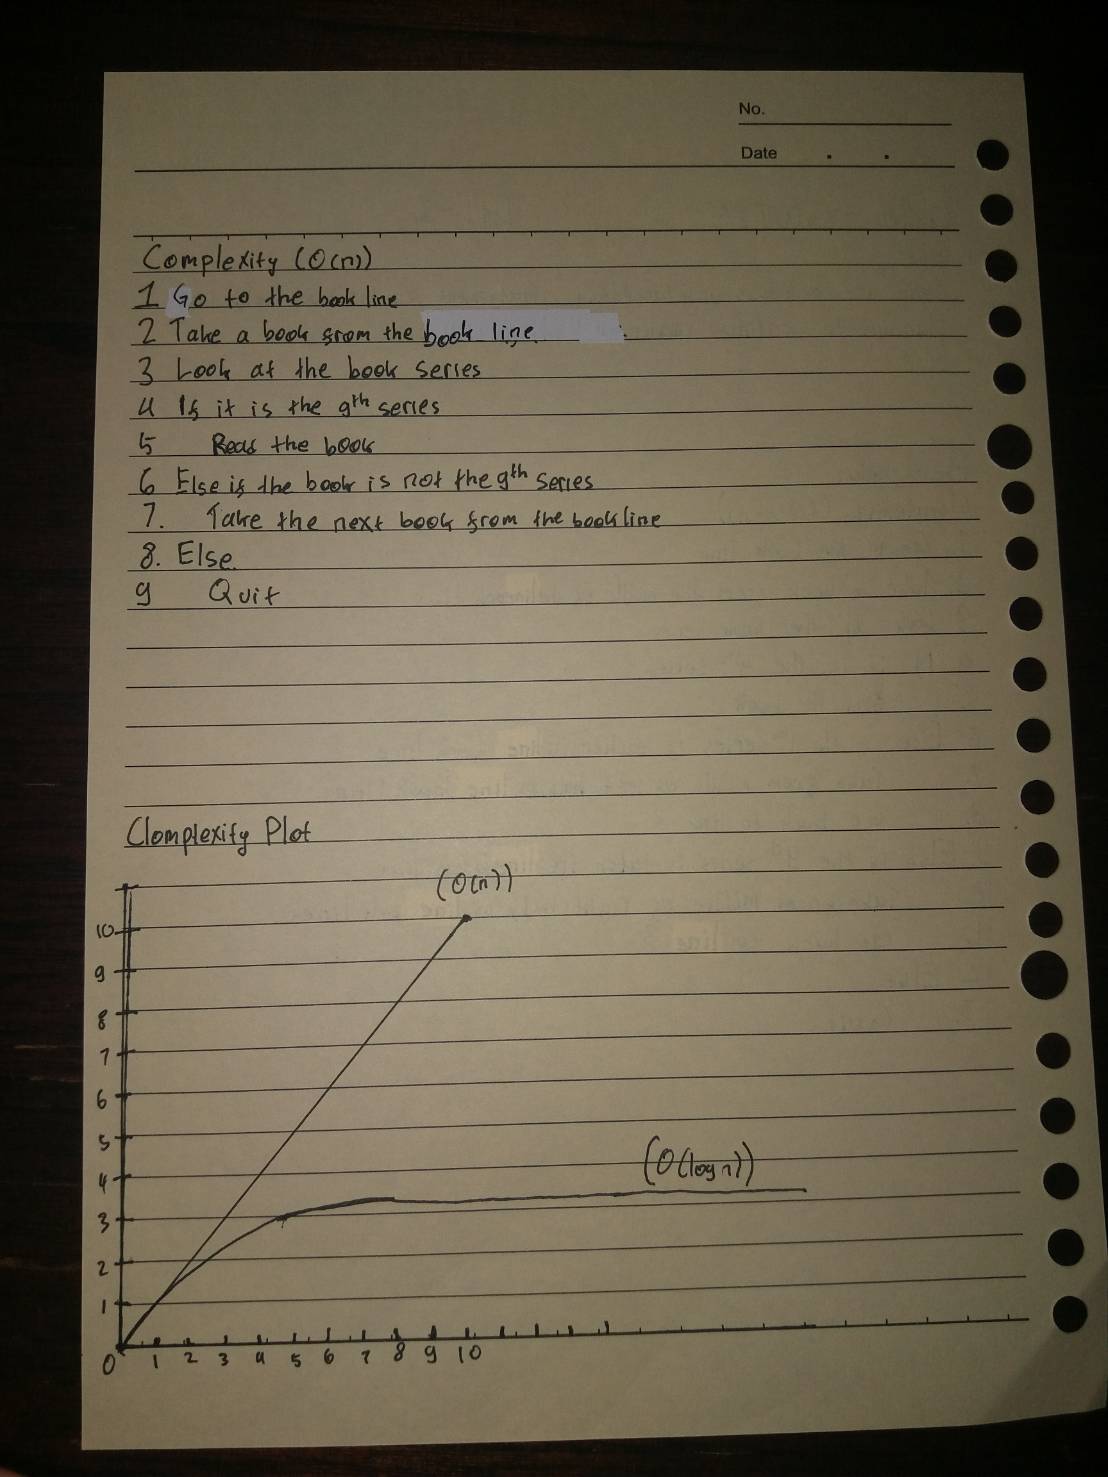 No.
Date . .
Complexity (O(n))
1 Go to the book line
2 Take a book from the book line.
3 Look at the book series
4 If it is the 9th series
5 Read the book
6 Else if the book is not the 9th series
7. Take the next book from the book line
8. Else.
9 Quit
Clomplexity Plot
(O(n))
10
9
8
7
6
5
4
(O(log n))
3
2
1
0 1 2 3 4 5 6 7 8 9 10